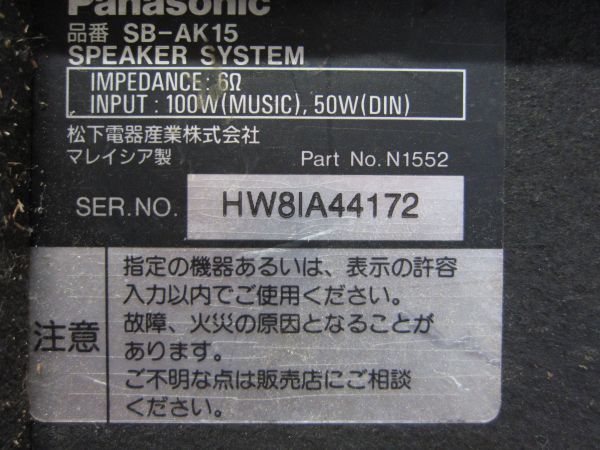 Panasonic
品番 SB-AK15
SPEAKER SYSTEM
IMPEDANCE: 6Ω
INPUT : 100W(MUSIC), 50W(DIN)
松下電器産業株式会社
マレイシア製 Part No. N1552
SER.NO. HW8IA44172
注意
指定の機器あるいは、表示の許容
入力以内でご使用ください。
故障、火災の原因となることが
あります。
ご不明な点は販売店にご相談
ください。